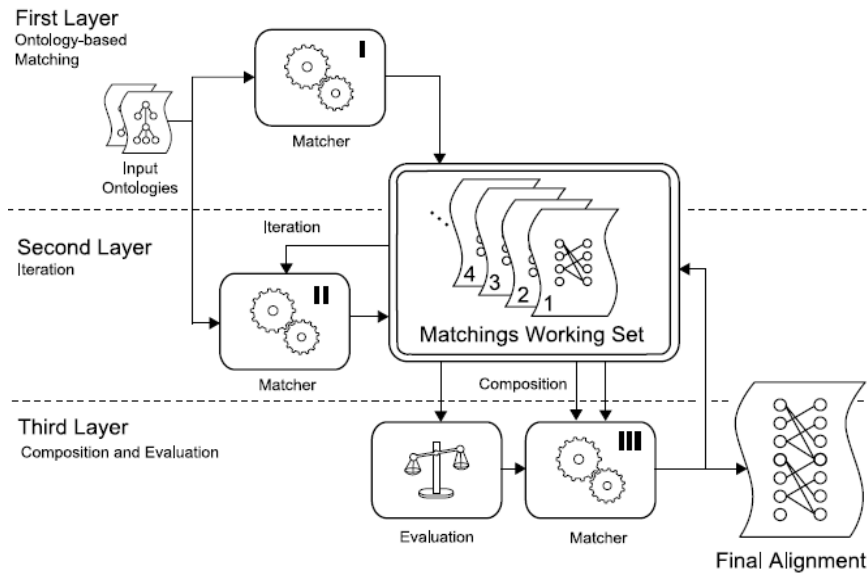 First Layer
Ontology-based
Matching
I
Matcher
Input
Ontologies
Iteration
Second Layer
Iteration
II
Matcher
4
3
2
1
Matchings Working Set
Composition
Third Layer
Composition and Evaluation
III
Evaluation
Matcher
Final Alignment